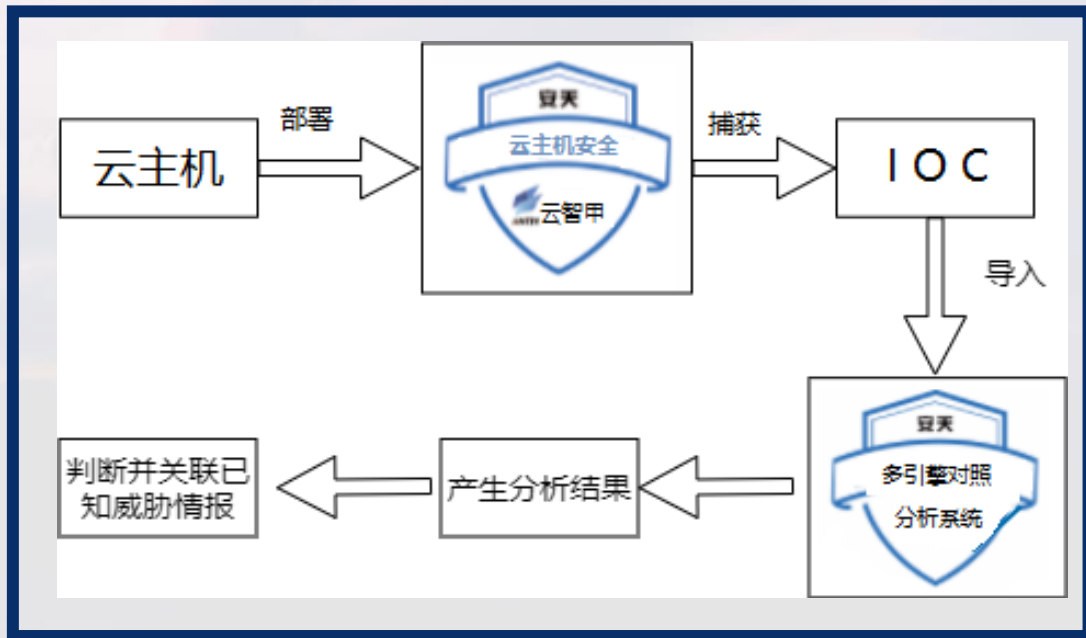 云主机
部署
安天
云主机安全
云智甲
捕获
I O C
导入
安天
多引擎对照
分析系统
产生分析结果
判断并关联已
知威胁情报